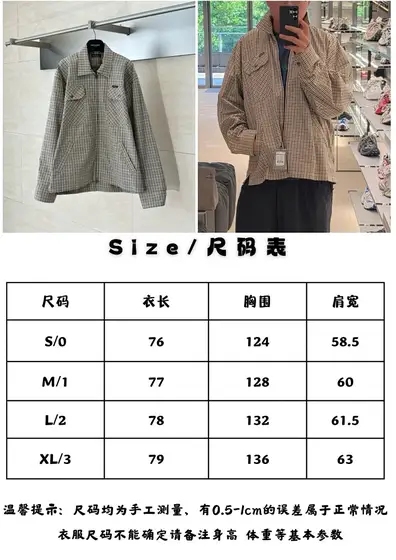 Size/尺码表
尺码 衣长 胸围 肩宽
S/0 76 124 58.5
M/1 77 128 60
L/2 78 132 61.5
XL/3 79 136 63
温馨提示：尺码均为手工测量、有0.5-1cm的误差属于正常情况
衣服尺码不能确定请备注身高 体重等基本参数